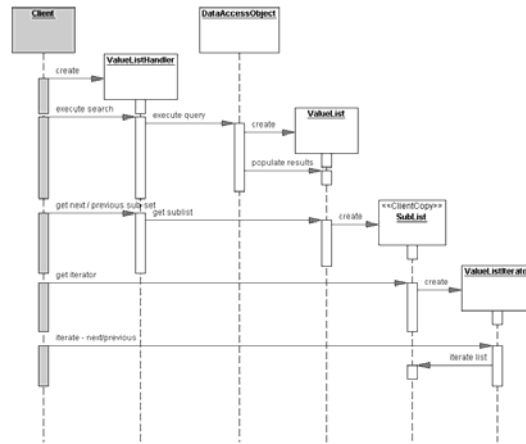 Client
DataAccessObject
ValueListHandler
create
execute search
execute query
create
ValueList
populate results
<<ClientCopy>>
SubList
get next / previous sub set
get sublist
create
ValueListIterato
get iterator
create
iterate - next/previous
iterate list